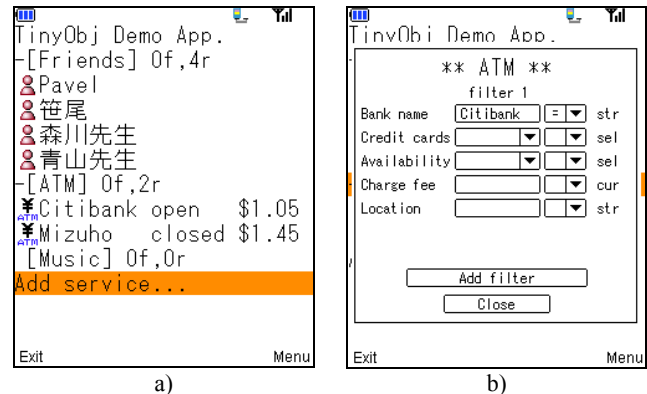 TinyObj Demo App.
-[Friends] 0f,4r
Pavel
笹尾
森川先生
青山先生
-[ATM] 0f,2r
¥ATM Citibank open $1.05
¥ATM Mizuho closed $1.45
[Music] 0f,0r
Add service...
Exit Menu
a)
TinyObj Demo App.
** ATM **
filter 1
Bank name Citibank = str
Credit cards sel
Availability sel
Charge fee cur
Location str
Add filter
Close
Exit Menu
b)